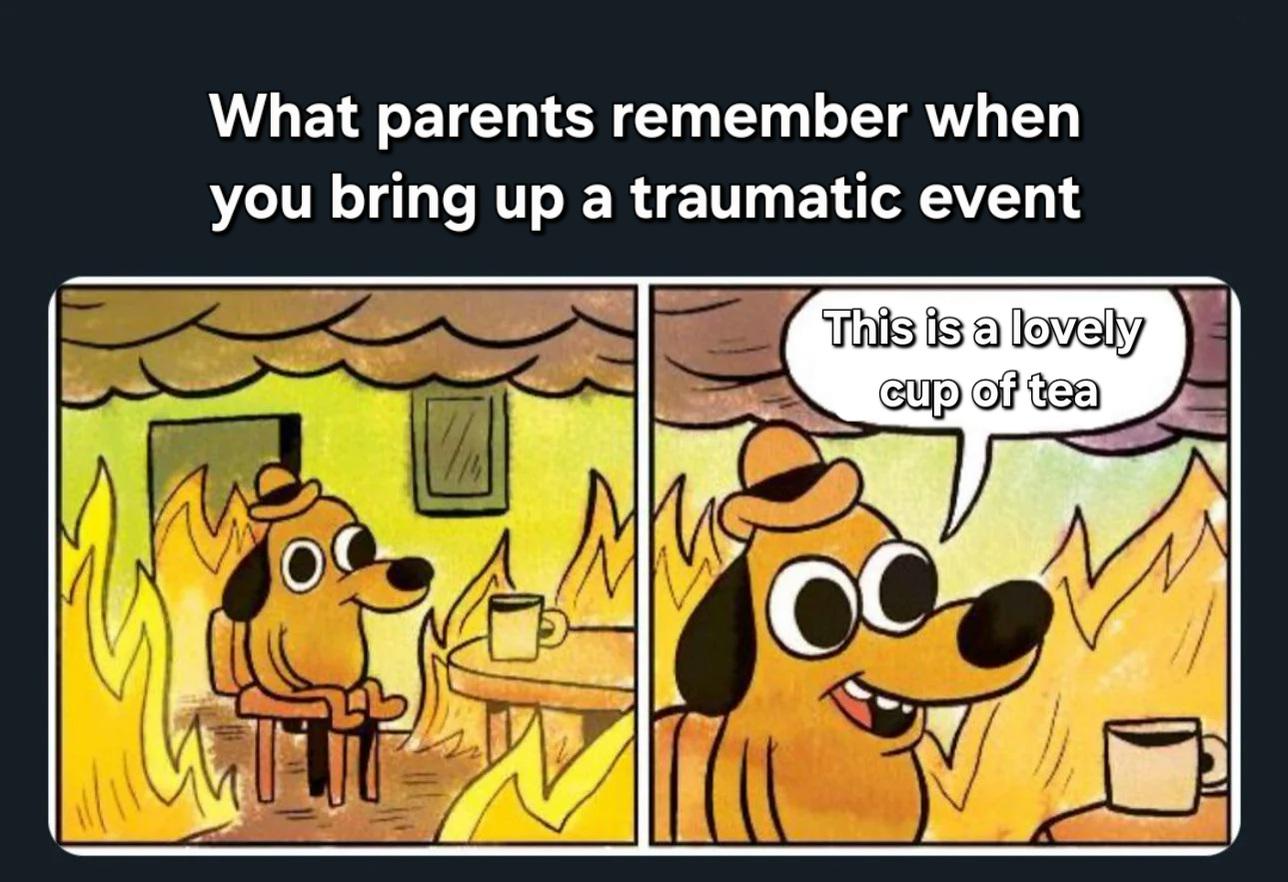 What parents remember when
you bring up a traumatic event
This is a lovely
cup of tea